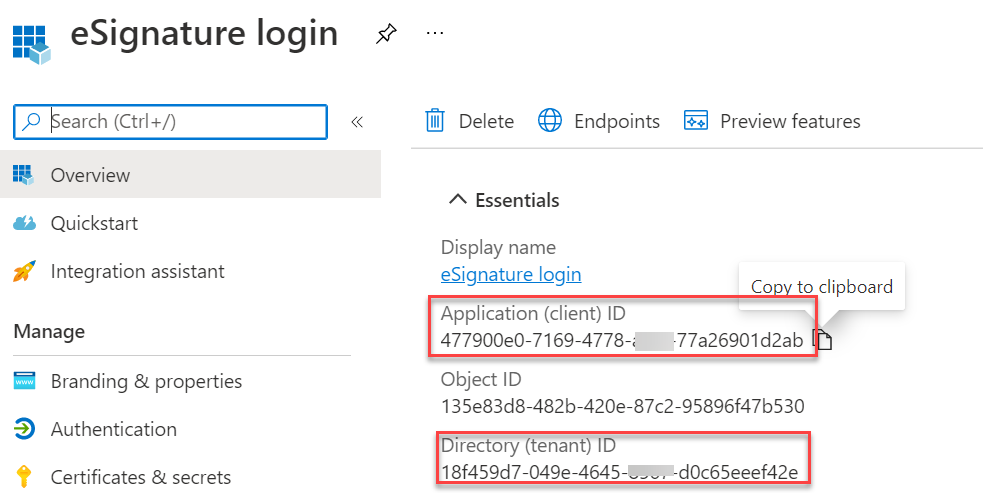 eSignature login
...
Search (Ctrl+/)
«
Delete
Endpoints
Preview features
Overview
Quickstart
Integration assistant
Manage
Branding & properties
Authentication
Certificates & secrets
Essentials
Display name
eSignature login
Copy to clipboard
Application (client) ID
477900e0-7169-4778- -77a26901d2ab
Object ID
135e83d8-482b-420e-87c2-95896f47b530
Directory (tenant) ID
18f459d7-049e-4645- -d0c65eeef42e